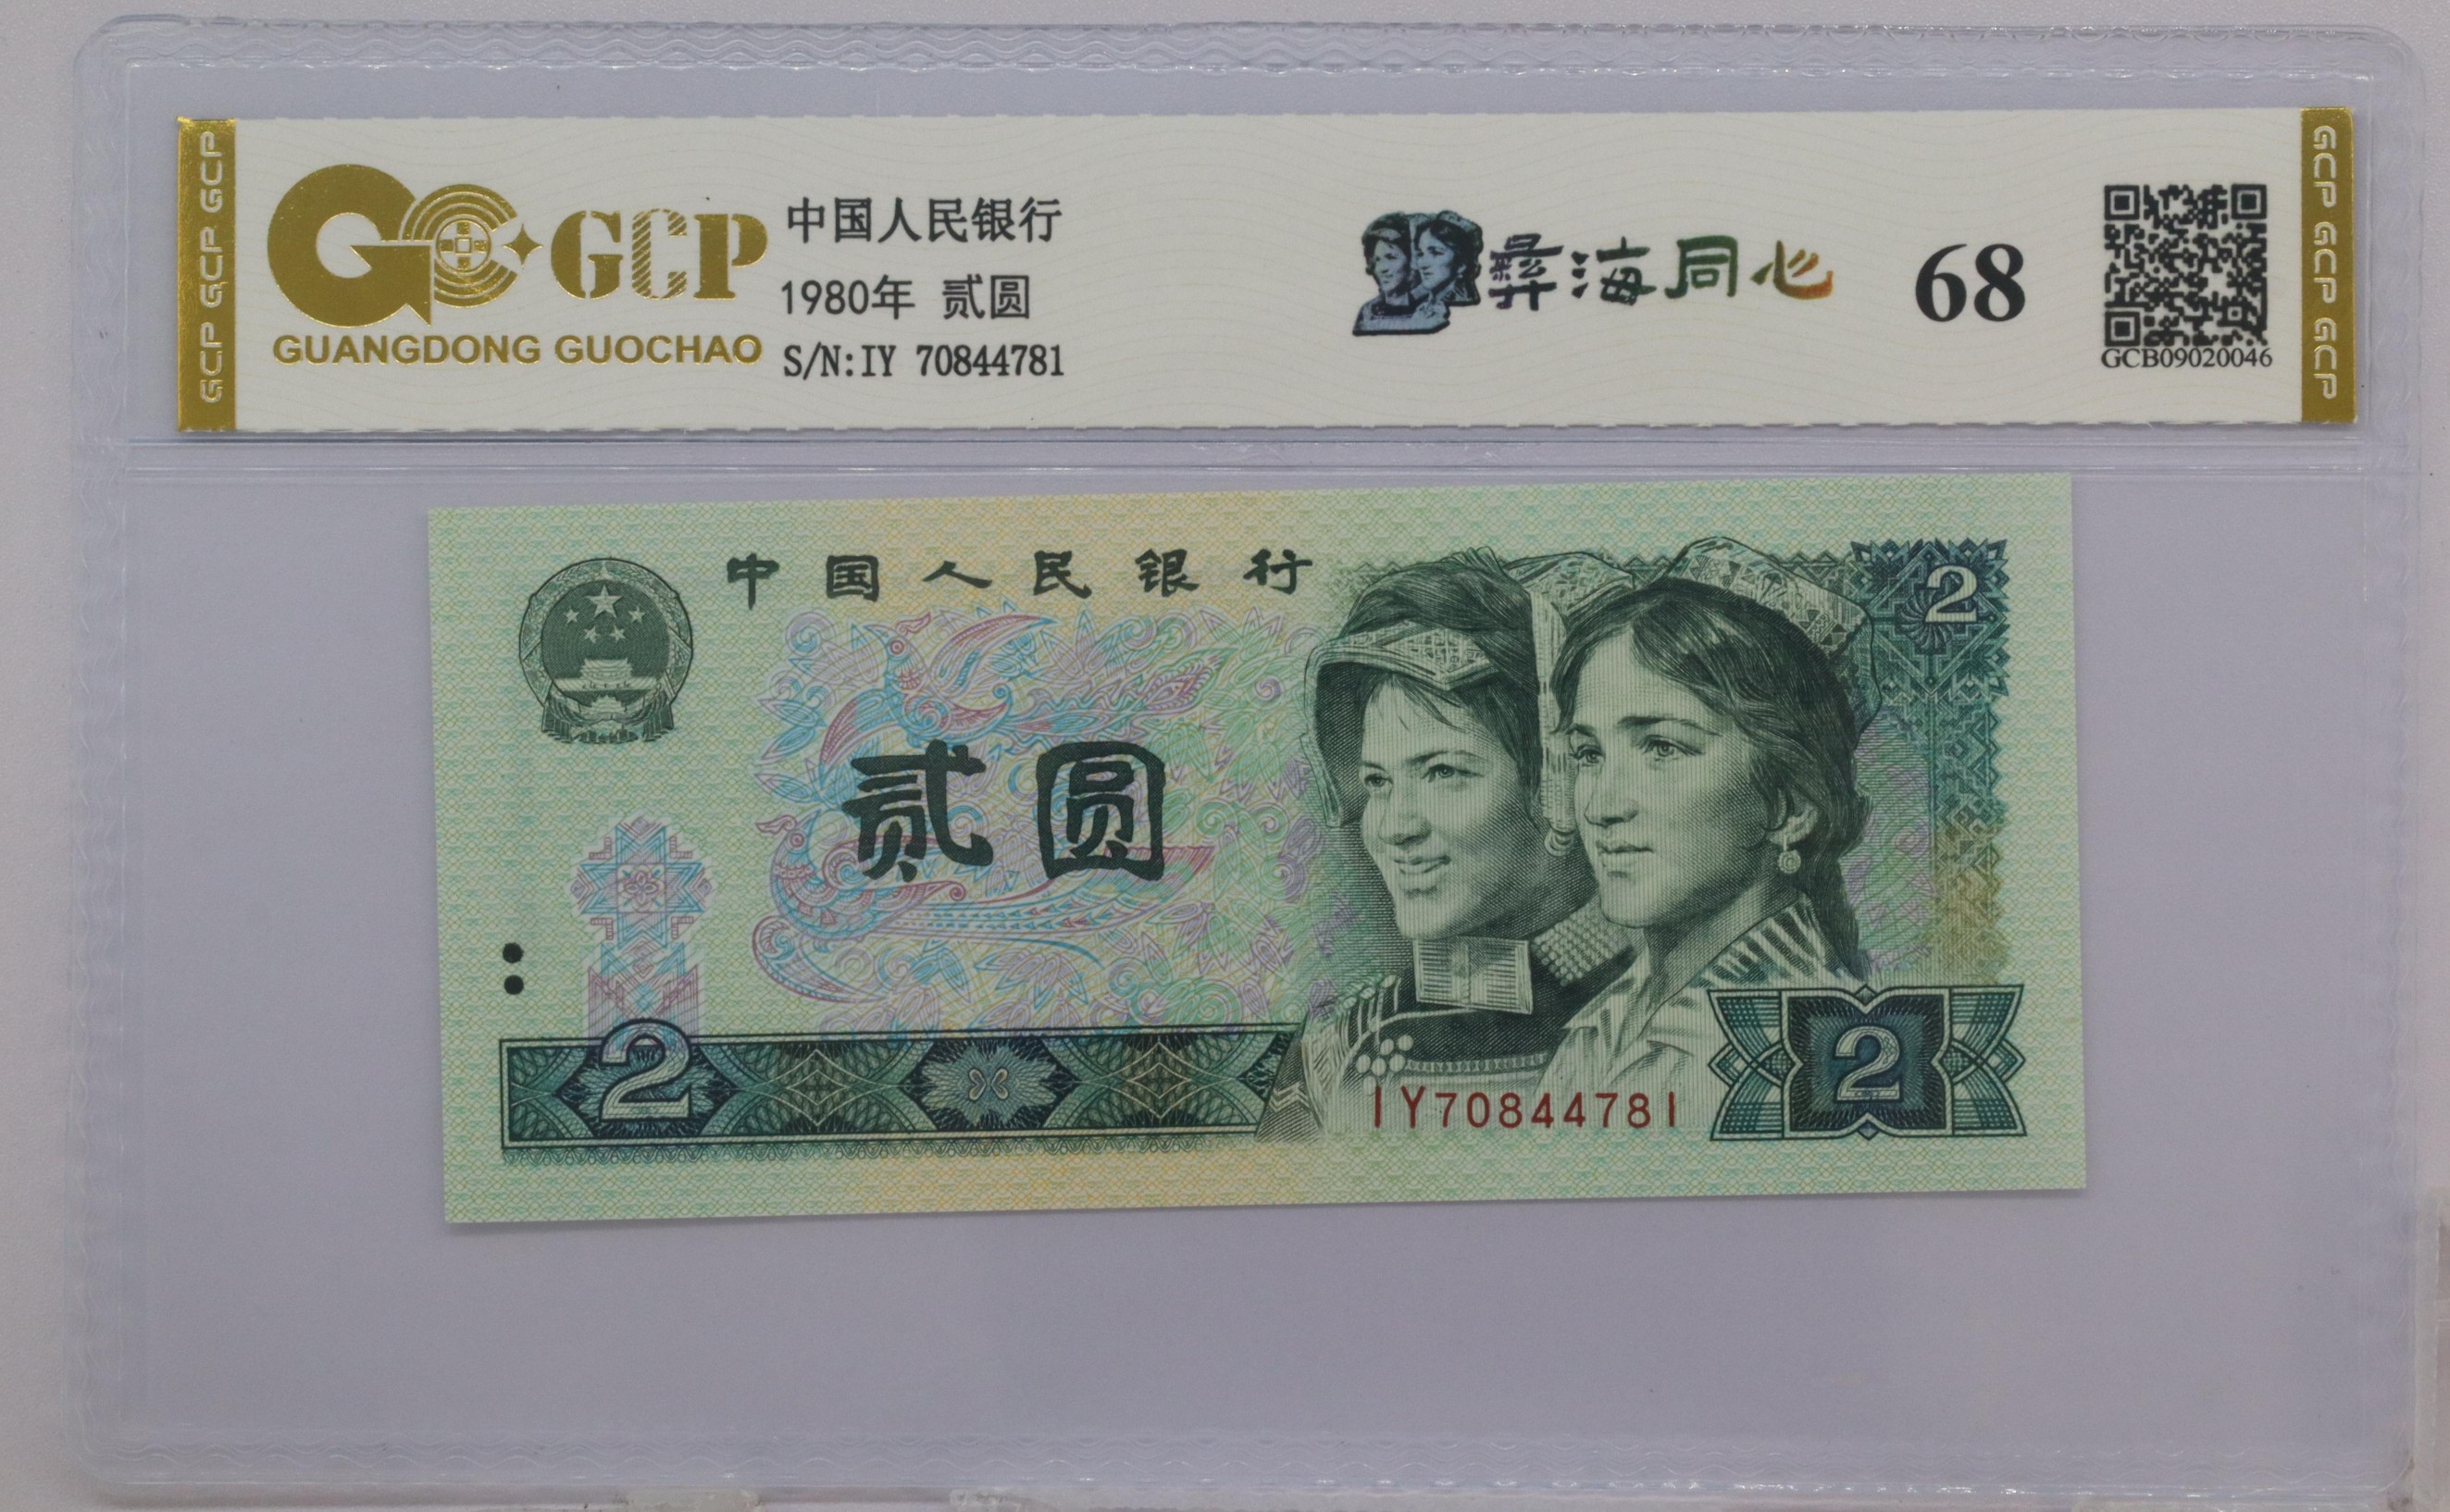 GCP GCP GCP
GCP
GUANGDONG GUOCHAO
中国人民银行
1980年 贰圆
S/N:IY 70844781
彝海同心
68
GCB09020046
GCP GCP GCP
中国人民银行
2
贰圆
2
IY70844781
2